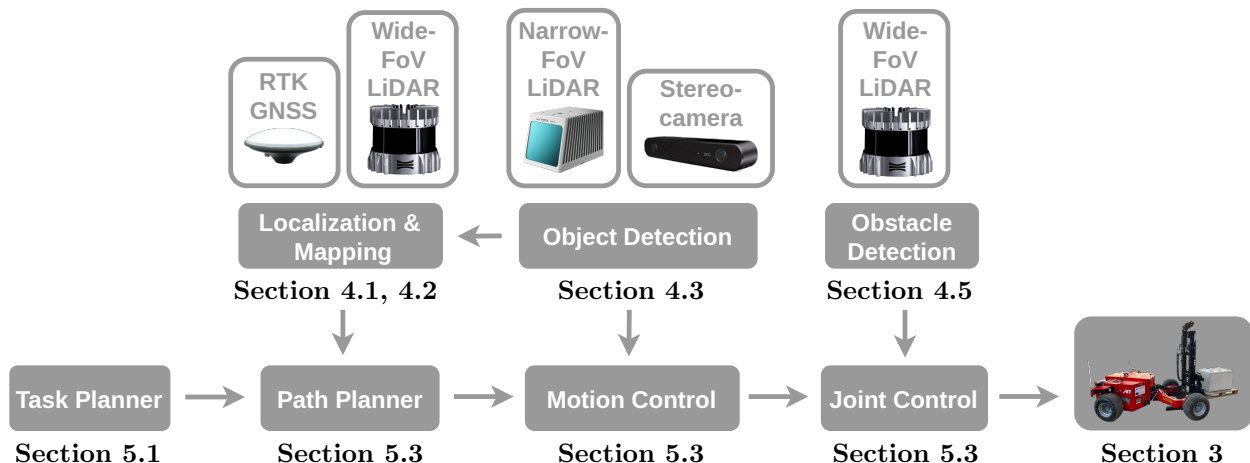 RTK
GNSS
Wide-
FoV
LiDAR
Narrow-
FoV
LiDAR
Stereo-
camera
Wide-
FoV
LiDAR
Localization &
Mapping
Object Detection
Obstacle
Detection
Section 4.1, 4.2
Section 4.3
Section 4.5
Task Planner
Path Planner
Motion Control
Joint Control
Section 5.1
Section 5.3
Section 5.3
Section 5.3
Section 3